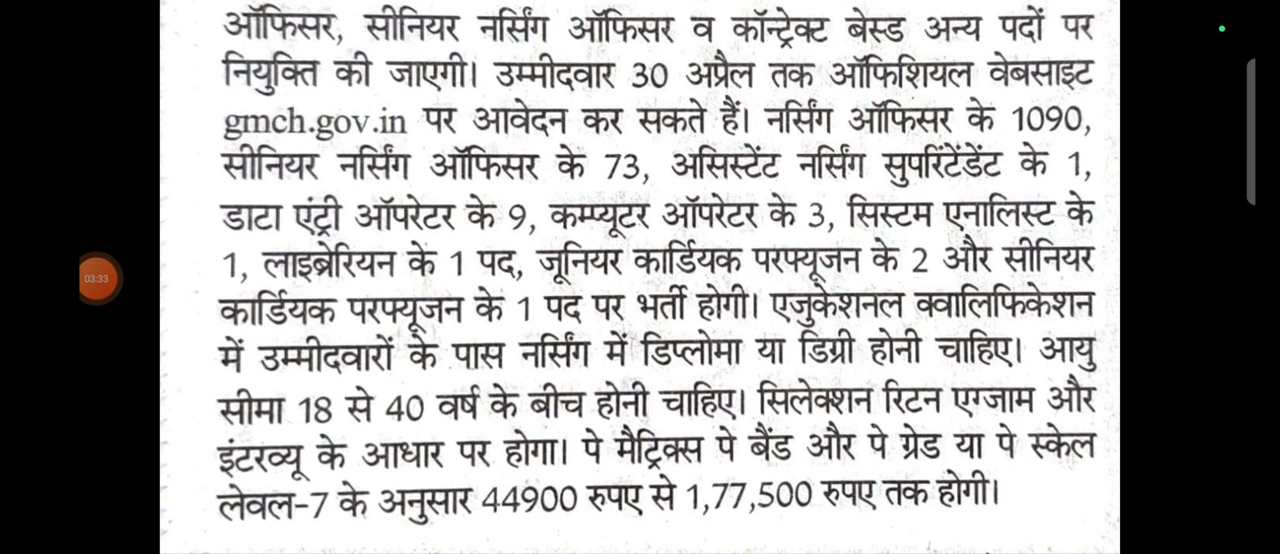 ऑफिसर, सीनियर नर्सिंग ऑफिसर व कॉन्ट्रेक्ट बेस्ड अन्य पदों पर
नियुक्ति की जाएगी। उम्मीदवार 30 अप्रैल तक ऑफिशियल वेबसाइट
gmch.gov.in पर आवेदन कर सकते हैं। नर्सिंग ऑफिसर के 1090,
सीनियर नर्सिंग ऑफिसर के 73, असिस्टेंट नर्सिंग सुपरिंटेंडेंट के 1,
डाटा एंट्री ऑपरेटर के 9, कम्प्यूटर ऑपरेटर के 3, सिस्टम एनालिस्ट के
1, लाइब्रेरियन के 1 पद, जूनियर कार्डियक परफ्यूजन के 2 और सीनियर
कार्डियक परफ्यूजन के 1 पद पर भर्ती होगी। एजुकेशनल क्वालिफिकेशन
में उम्मीदवारों के पास नर्सिंग में डिप्लोमा या डिग्री होनी चाहिए। आयु
सीमा 18 से 40 वर्ष के बीच होनी चाहिए। सिलेक्शन रिटन एग्जाम और
इंटरव्यू के आधार पर होगा। पे मैट्रिक्स पे बैंड और पे ग्रेड या पे स्केल
लेवल-7 के अनुसार 44900 रुपए से 1,77,500 रुपए तक होगी।
03:33